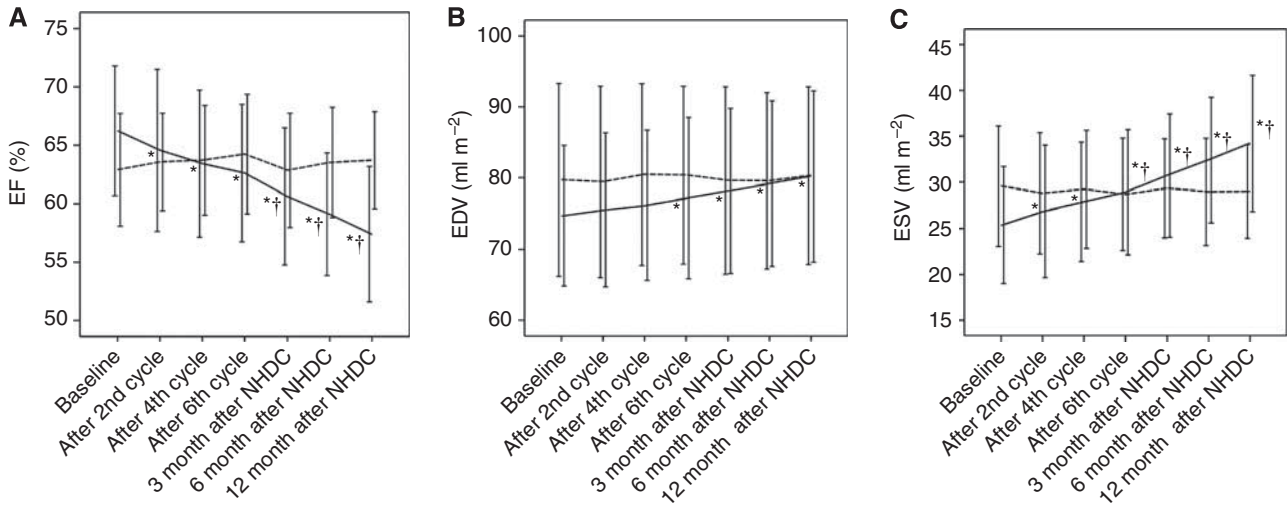 A
75
70
65
60
55
50
EF (%)
*
*
*
*†
*†
*†
Baseline
After 2nd cycle
After 4th cycle
After 6th cycle
3 month after NHDC
6 month after NHDC
12 month after NHDC
B
100
90
80
70
60
EDV (ml m⁻²)
*
*
*
*
Baseline
After 2nd cycle
After 4th cycle
After 6th cycle
3 month after NHDC
6 month after NHDC
12 month after NHDC
C
45
40
35
30
25
20
15
ESV (ml m⁻²)
*
*
*†
*†
*†
*†
Baseline
After 2nd cycle
After 4th cycle
After 6th cycle
3 month after NHDC
6 month after NHDC
12 month after NHDC